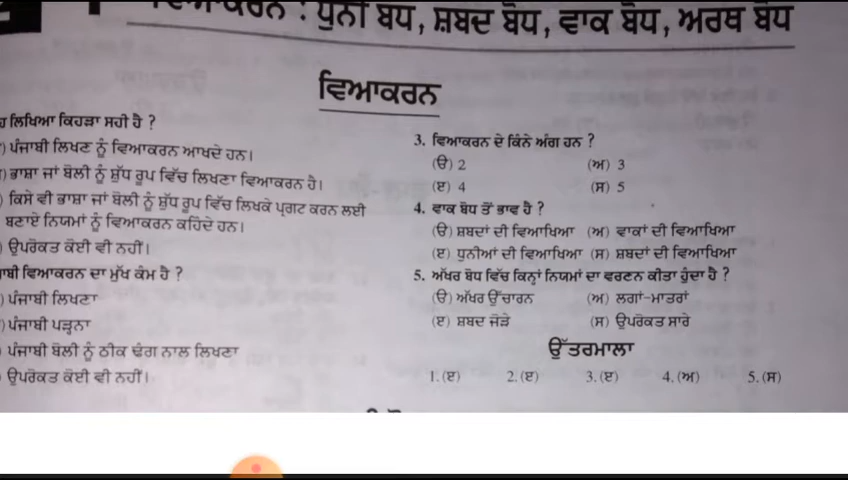 ਵਿਆਕਰਨ : ਧੁਨੀ ਬੋਧ, ਸ਼ਬਦ ਬੋਧ, ਵਾਕ ਬੋਧ, ਅਰਥ ਬੋਧ
ਵਿਆਕਰਨ
ਲਿਖਿਆ ਕਿਹੜਾ ਸਹੀ ਹੈ ?
ਪੰਜਾਬੀ ਲਿਖਣ ਨੂੰ ਵਿਆਕਰਨ ਆਖਦੇ ਹਨ।
ਭਾਸ਼ਾ ਜਾਂ ਬੋਲੀ ਨੂੰ ਸ਼ੁੱਧ ਰੂਪ ਵਿੱਚ ਲਿਖਣਾ ਵਿਆਕਰਨ ਹੈ।
ਕਿਸੇ ਵੀ ਭਾਸ਼ਾ ਜਾਂ ਬੋਲੀ ਨੂੰ ਸ਼ੁੱਧ ਰੂਪ ਵਿੱਚ ਲਿਖਕੇ ਪ੍ਰਗਟ ਕਰਨ ਲਈ
ਬਣਾਏ ਨਿਯਮਾਂ ਨੂੰ ਵਿਆਕਰਨ ਕਹਿੰਦੇ ਹਨ।
ਉਪਰੋਕਤ ਕੋਈ ਵੀ ਨਹੀਂ।
ਵਿਆਕਰਨ ਦਾ ਮੁੱਖ ਕੰਮ ਹੈ ?
ਪੰਜਾਬੀ ਲਿਖਣਾ
ਪੰਜਾਬੀ ਪੜ੍ਹਨਾ
ਪੰਜਾਬੀ ਬੋਲੀ ਨੂੰ ਠੀਕ ਢੰਗ ਨਾਲ ਲਿਖਣਾ
ਉਪਰੋਕਤ ਕੋਈ ਵੀ ਨਹੀਂ।
3. ਵਿਆਕਰਨ ਦੇ ਕਿੰਨੇ ਅੰਗ ਹਨ ?
(ੳ) 2 (ਅ) 3
(ੲ) 4 (ਸ) 5
4. ਵਾਕ ਬੋਧ ਤੋਂ ਭਾਵ ਹੈ ?
(ੳ) ਸ਼ਬਦਾਂ ਦੀ ਵਿਆਖਿਆ (ਅ) ਵਾਕਾਂ ਦੀ ਵਿਆਖਿਆ
(ੲ) ਧੁਨੀਆਂ ਦੀ ਵਿਆਖਿਆ (ਸ) ਸ਼ਬਦਾਂ ਦੀ ਵਿਆਖਿਆ
5. ਅੱਖਰ ਬੋਧ ਵਿੱਚ ਕਿਨ੍ਹਾਂ ਨਿਯਮਾਂ ਦਾ ਵਰਣਨ ਕੀਤਾ ਹੁੰਦਾ ਹੈ ?
(ੳ) ਅੱਖਰ ਉੱਚਾਰਨ (ਅ) ਲਗਾਂ-ਮਾਤਰਾਂ
(ੲ) ਸ਼ਬਦ ਜੋੜੇ (ਸ) ਉਪਰੋਕਤ ਸਾਰੇ
ਉੱਤਰਮਾਲਾ
1. (ੲ) 2. (ੲ) 3. (ੲ) 4. (ਅ) 5. (ਸ)